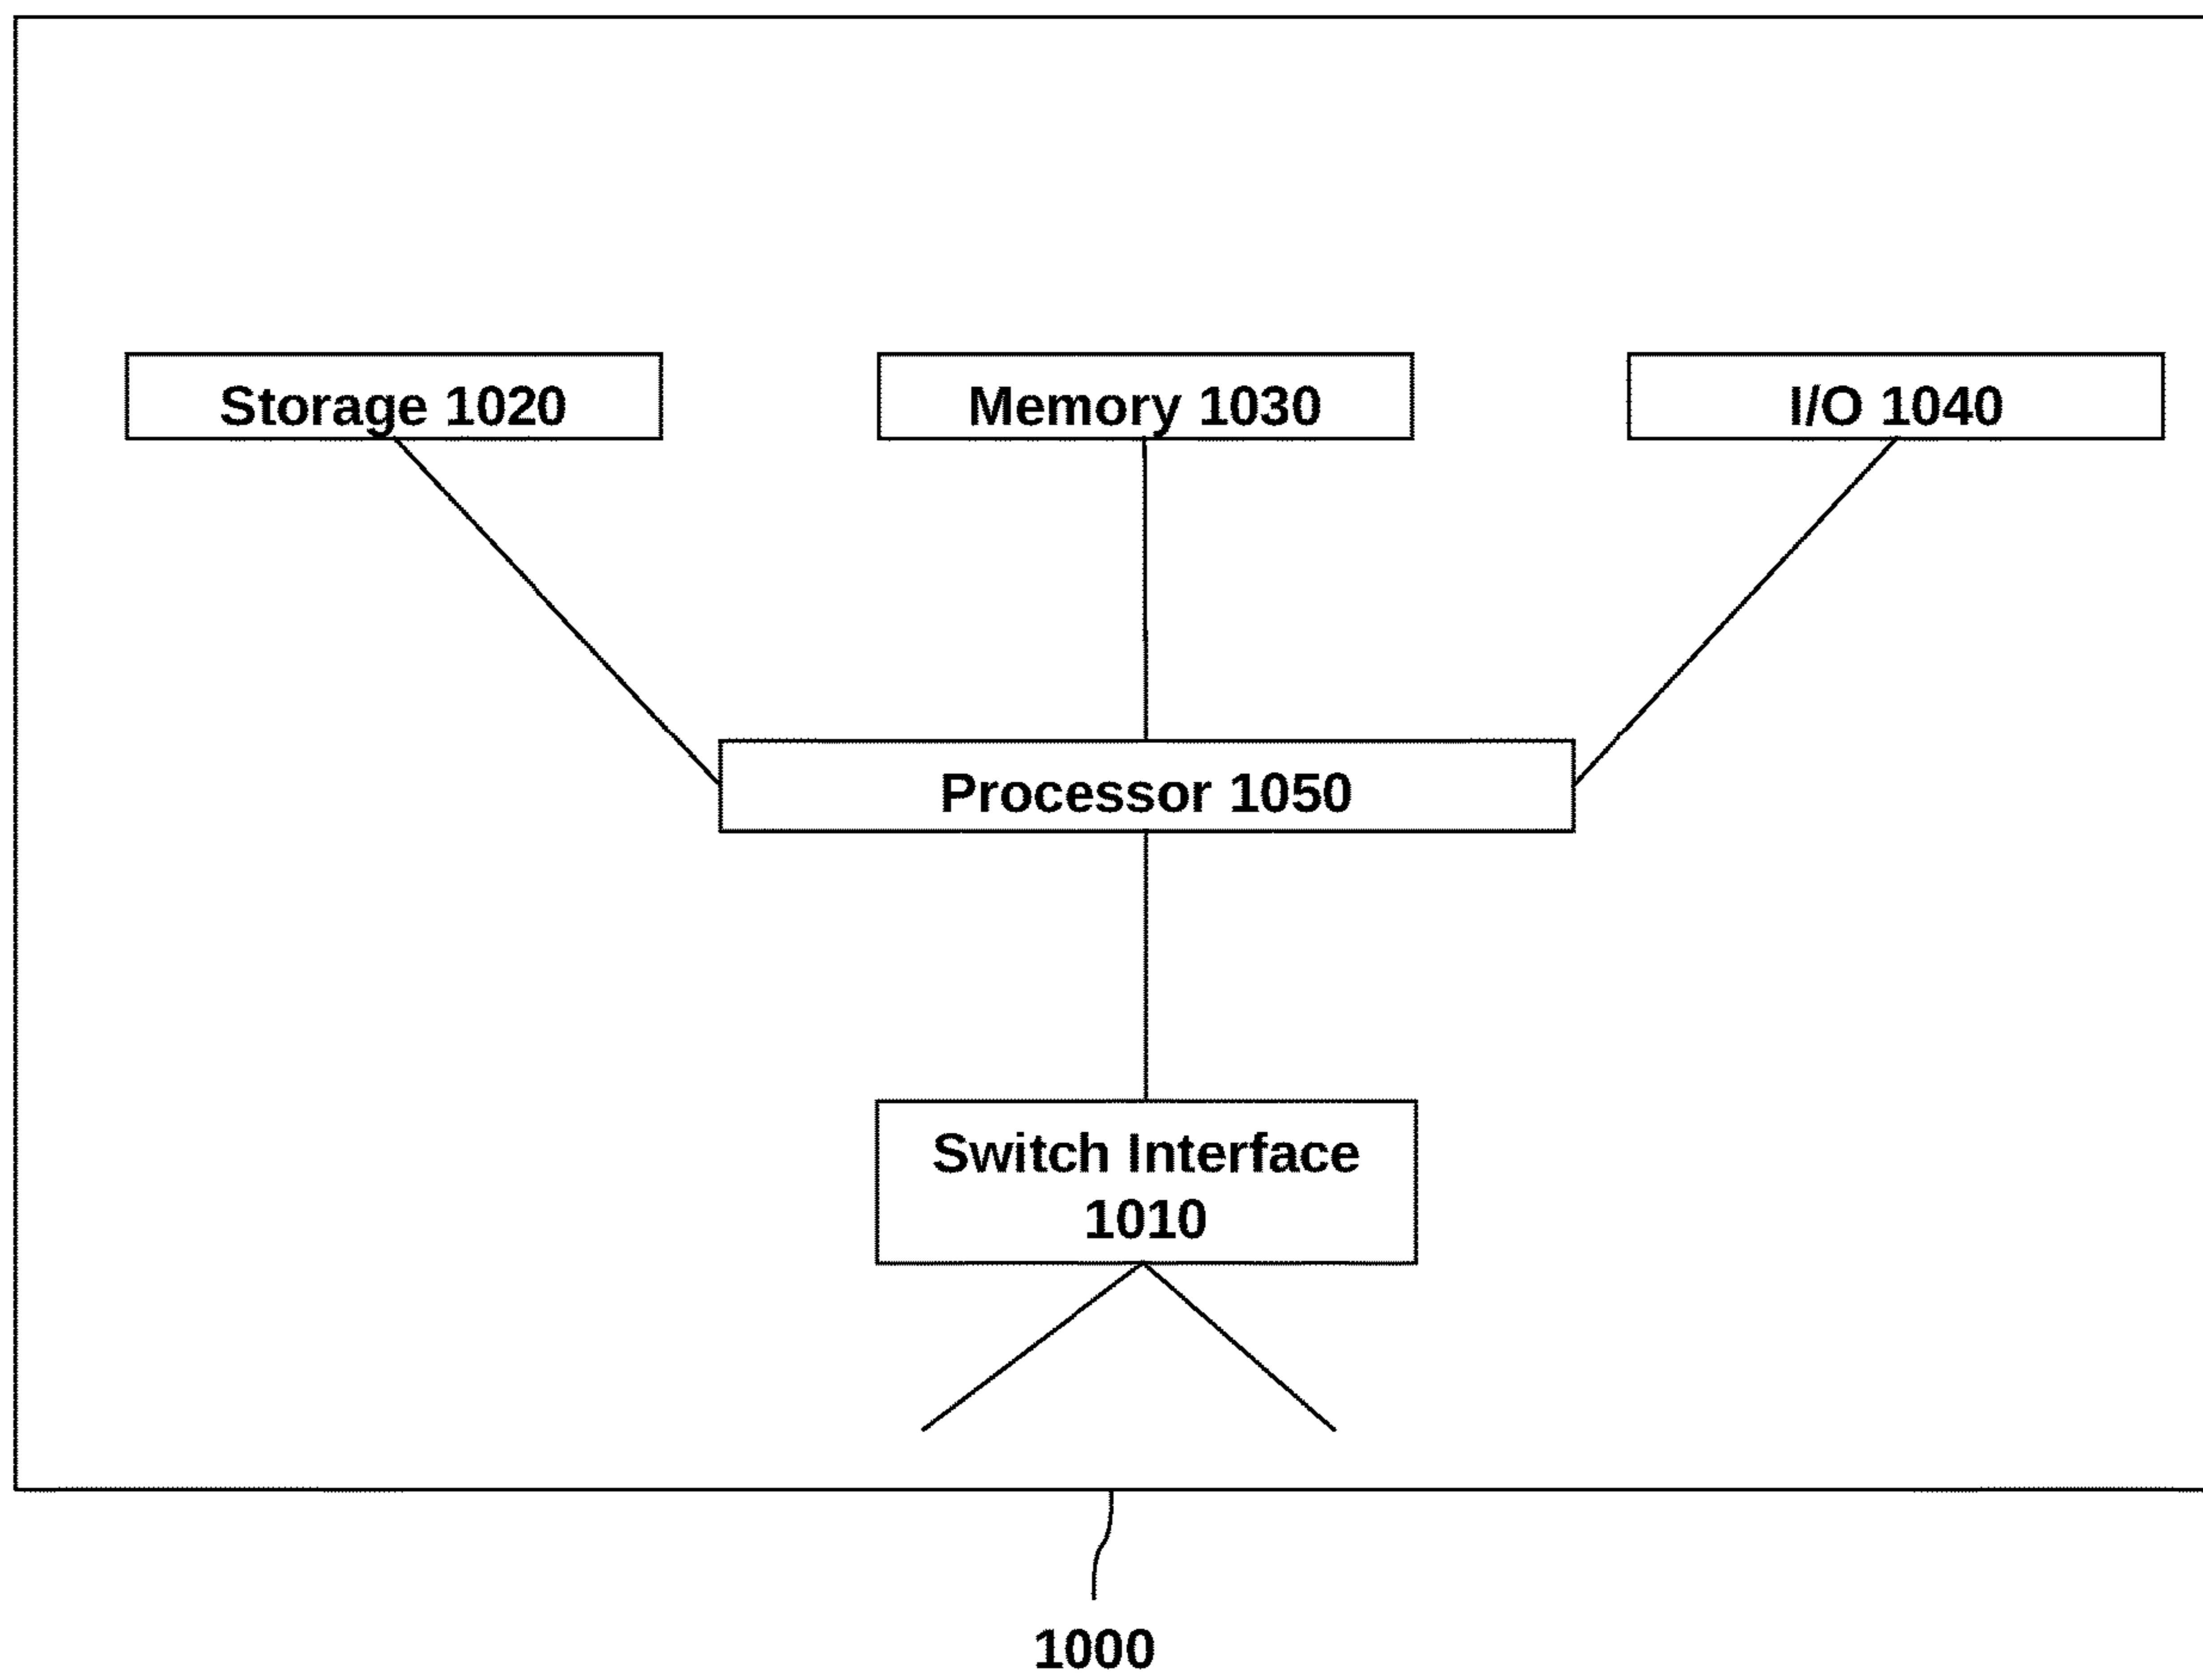 Storage 1020
Memory 1030
I/O 1040
Processor 1050
Switch Interface
1010
1000